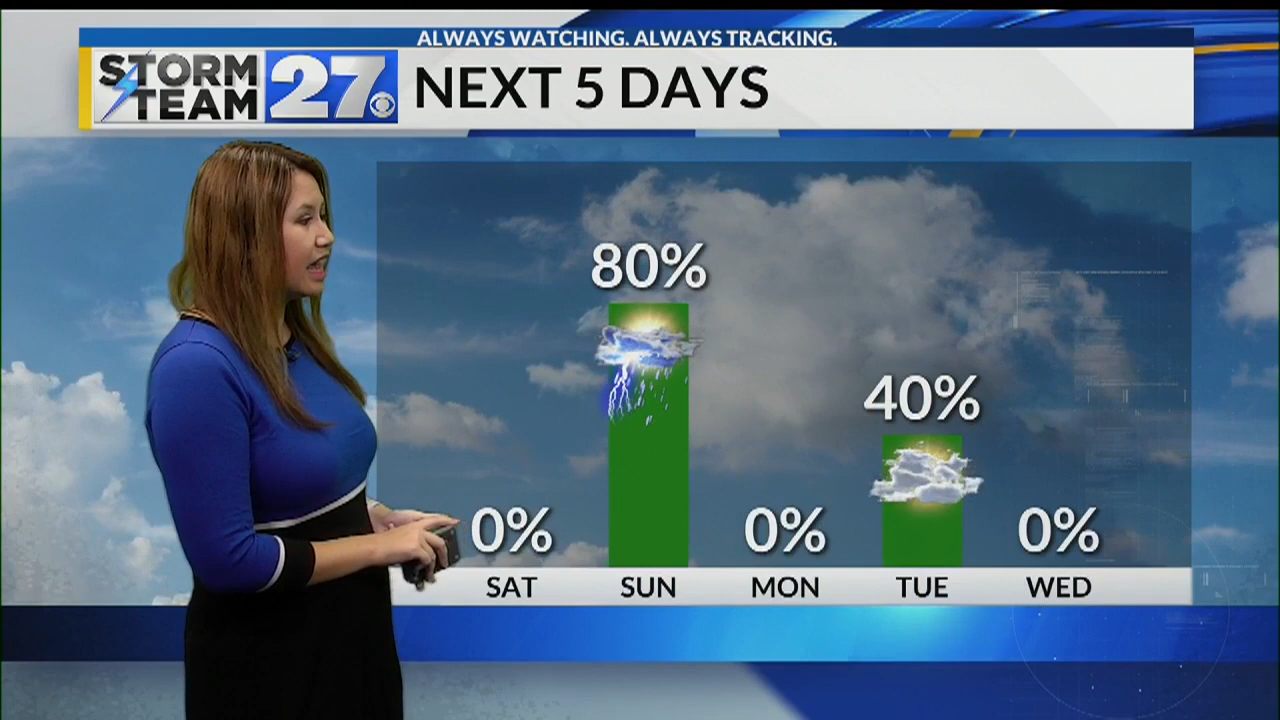 ALWAYS WATCHING. ALWAYS TRACKING.
STORM TEAM 27
NEXT 5 DAYS
80%
40%
0% 0% 0%
SAT SUN MON TUE WED